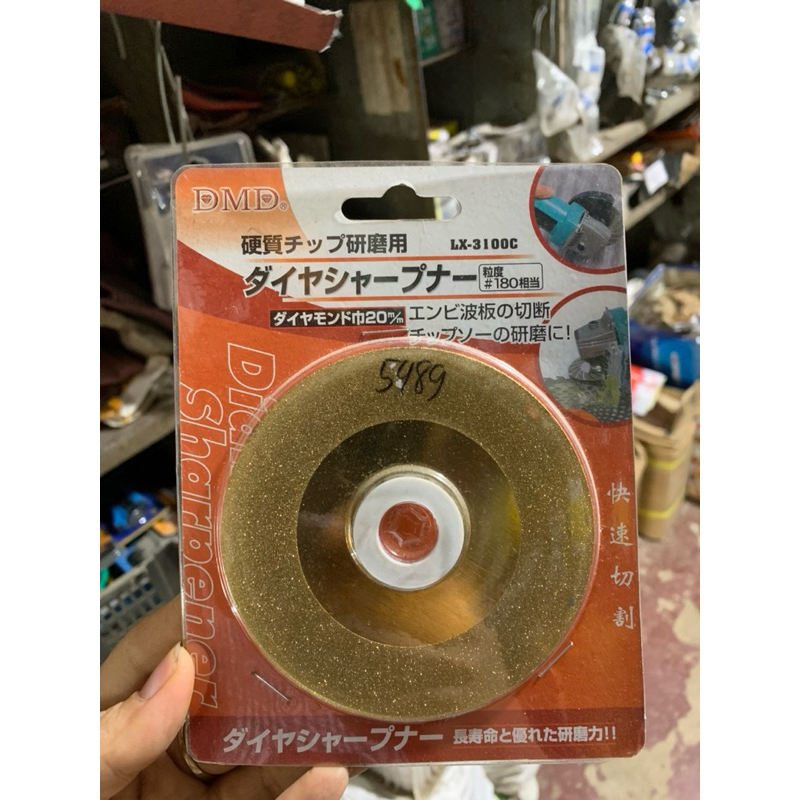 DMD®
硬質チップ研磨用 LX-3100C
ダイヤシャープナー 粒度 #180相当
ダイヤモンド巾20m/m エンビ波板の切断
チップソーの研磨に!
5489
Sharpener
快速切割
ダイヤシャープナー 長寿命と優れた研磨力!!